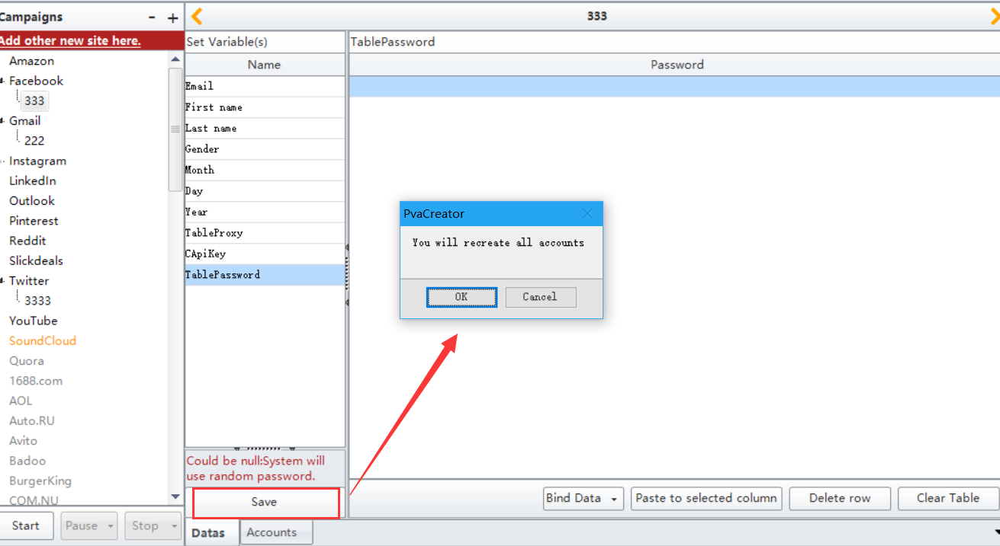 Campaigns - +
Add other new site here.
Amazon
Facebook
333
Gmail
222
Instagram
LinkedIn
Outlook
Pinterest
Reddit
Slickdeals
Twitter
3333
YouTube
SoundCloud
Quora
1688.com
AOL
Auto.RU
Avito
Badoo
BurgerKing
COM.NU
Start
Pause
Stop
333
Set Variable(s)
Name
Email
First name
Last name
Gender
Month
Day
Year
TableProxy
CApiKey
TablePassword
Could be null:System will
use random password.
Save
Datas
Accounts
TablePassword
Password
PvaCreator
You will recreate all accounts
OK
Cancel
Bind Data
Paste to selected column
Delete row
Clear Table